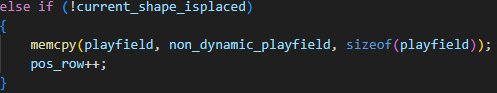 else if (!current_shape_isplaced)
{
    memcpy(playfield, non_dynamic_playfield, sizeof(playfield));
    pos_row++;
}